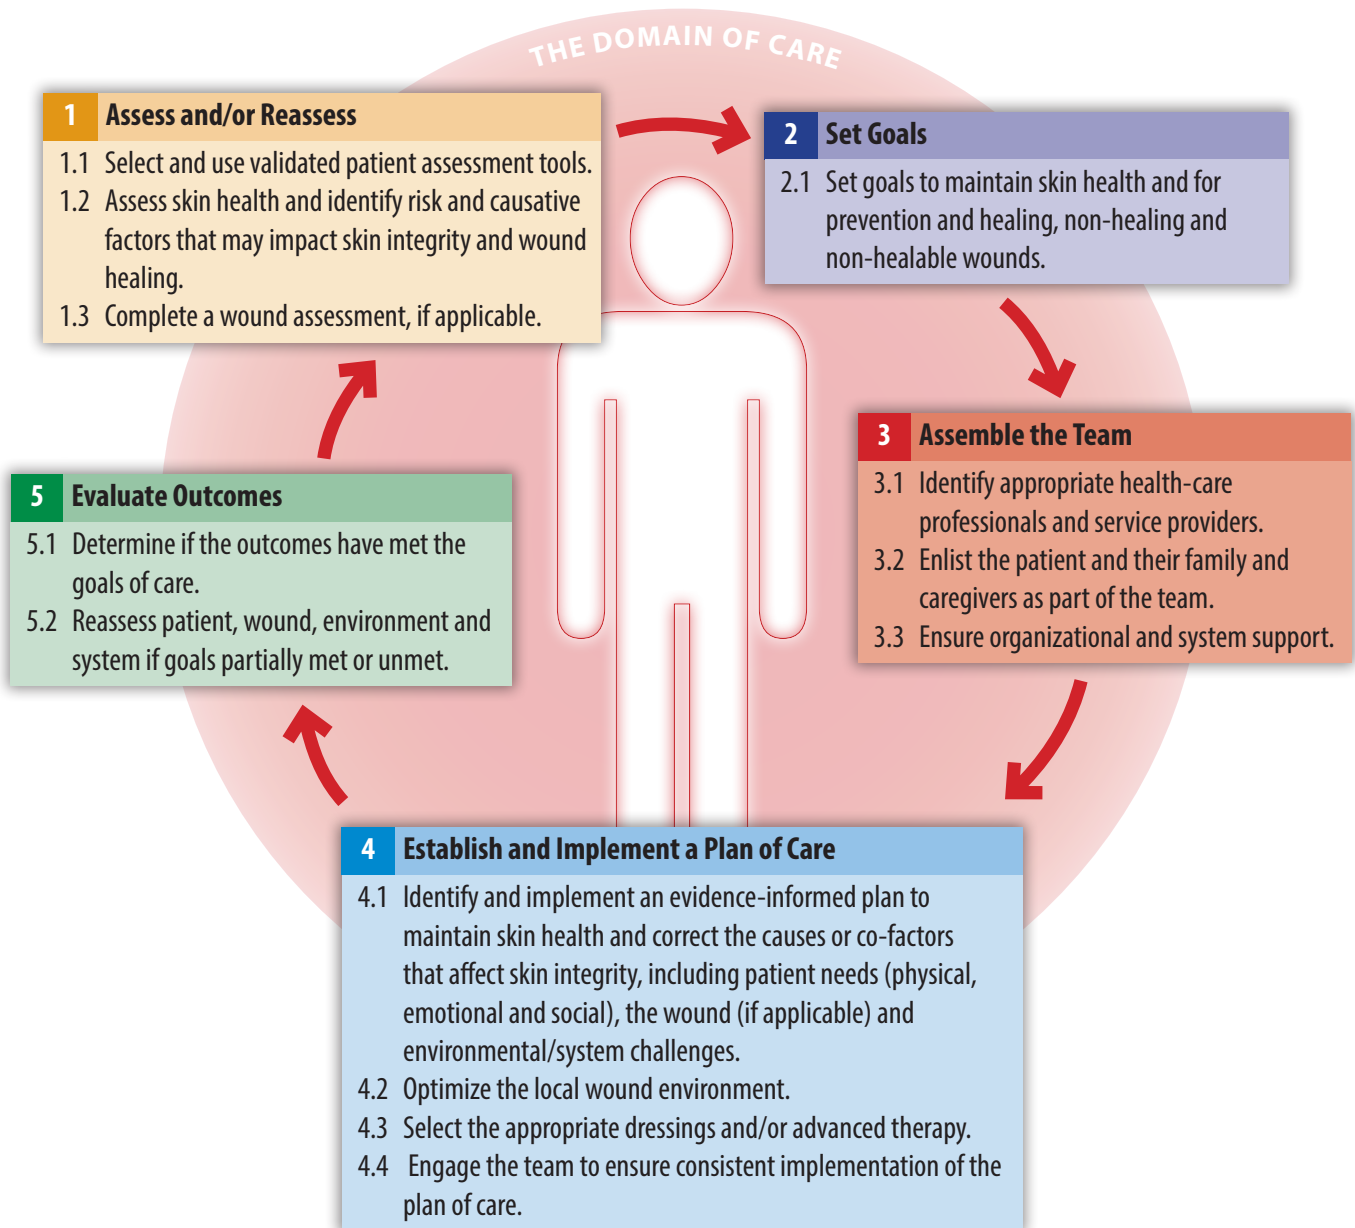 THE DOMAIN OF CARE
1 Assess and/or Reassess
1.1 Select and use validated patient assessment tools.
1.2 Assess skin health and identify risk and causative
factors that may impact skin integrity and wound
healing.
1.3 Complete a wound assessment, if applicable.
2 Set Goals
2.1 Set goals to maintain skin health and for
prevention and healing, non-healing and
non-healable wounds.
3 Assemble the Team
3.1 Identify appropriate health-care
professionals and service providers.
3.2 Enlist the patient and their family and
caregivers as part of the team.
3.3 Ensure organizational and system support.
4 Establish and Implement a Plan of Care
4.1 Identify and implement an evidence-informed plan to
maintain skin health and correct the causes or co-factors
that affect skin integrity, including patient needs (physical,
emotional and social), the wound (if applicable) and
environmental/system challenges.
4.2 Optimize the local wound environment.
4.3 Select the appropriate dressings and/or advanced therapy.
4.4 Engage the team to ensure consistent implementation of the
plan of care.
5 Evaluate Outcomes
5.1 Determine if the outcomes have met the
goals of care.
5.2 Reassess patient, wound, environment and
system if goals partially met or unmet.